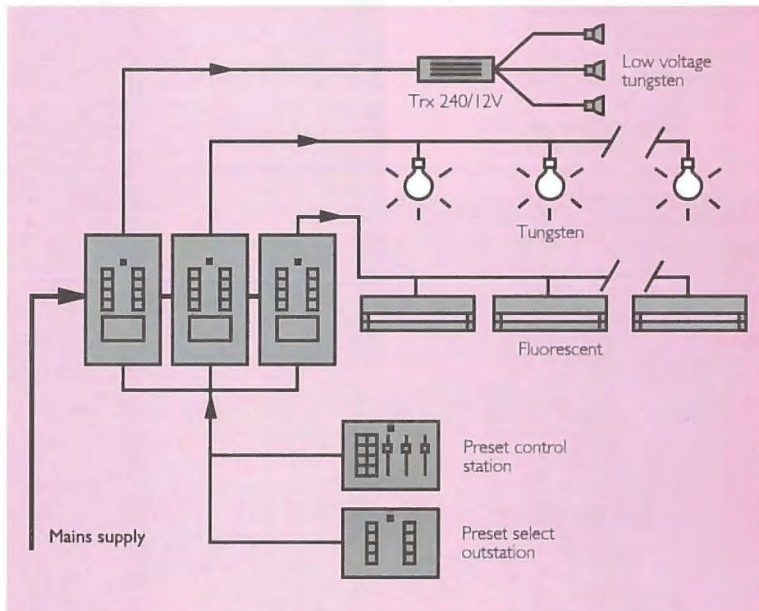 Low voltage
tungsten
Trx 240/12V
Tungsten
Fluorescent
Preset control
station
Mains supply
Preset select
outstation